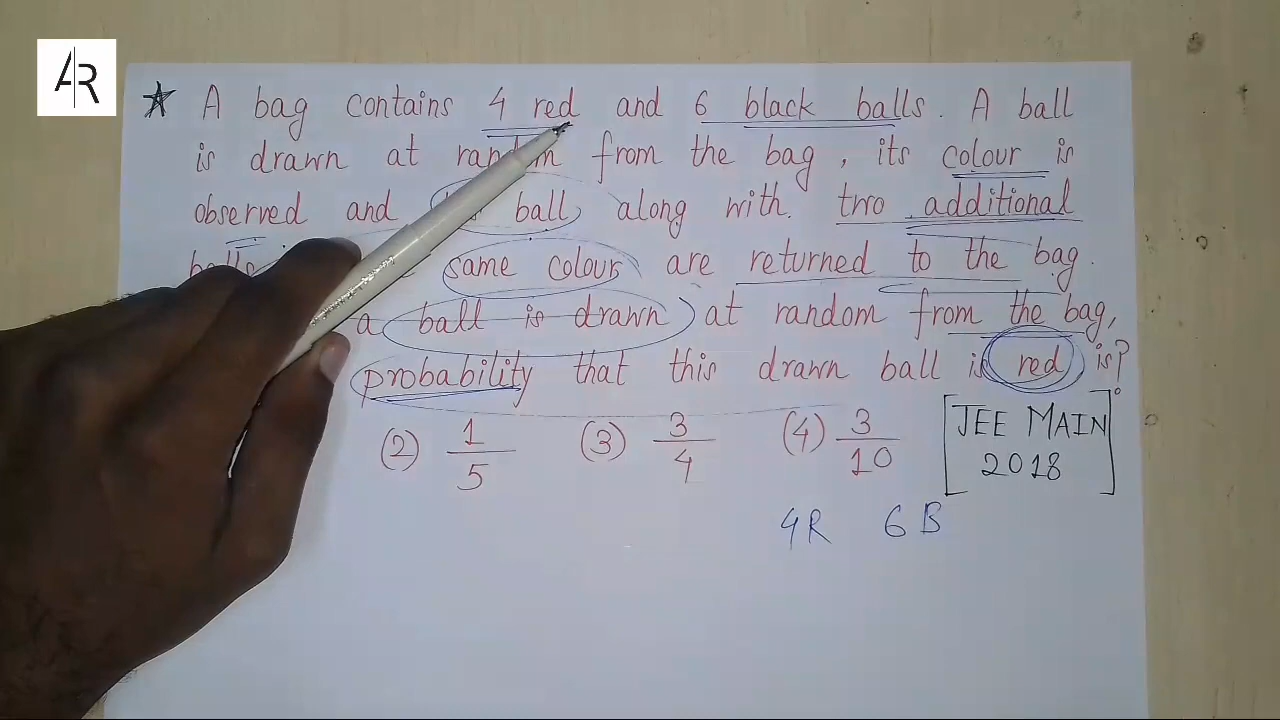 AR
☆ A bag contains 4 red and 6 black balls. A ball
is drawn at random from the bag, its colour is
observed and ball along with two additional
balls same colour are returned to the bag.
a ball is drawn at random from the bag,
probability that this drawn ball is red is?
(2) 1/5 (3) 3/4 (4) 3/10
[JEE MAIN
2018]
4R 6B